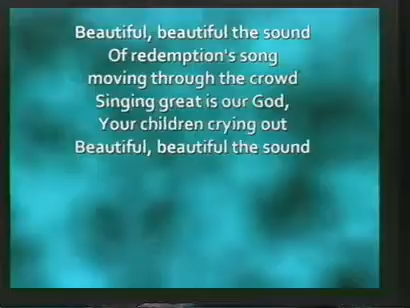 Beautiful, beautiful the sound
Of redemption's song
moving through the crowd
Singing great is our God,
Your children crying out
Beautiful, beautiful the sound